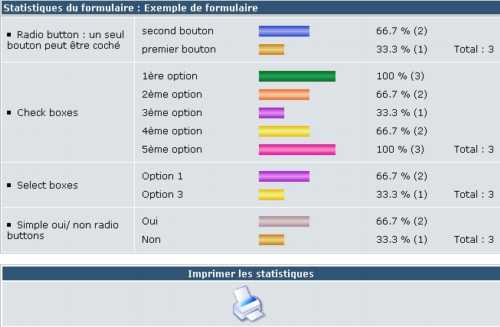 Statistiques du formulaire : Exemple de formulaire
Radio button : un seul
bouton peut être coché
second bouton 66.7 % (2)
premier bouton 33.3 % (1) Total : 3
Check boxes
1ère option 100 % (3)
2ème option 66.7 % (2)
3ème option 33.3 % (1)
4ème option 66.7 % (2)
5ème option 100 % (3) Total : 3
Select boxes
Option 1 66.7 % (2)
Option 3 33.3 % (1) Total : 3
Simple oui/ non radio
buttons
Oui 66.7 % (2)
Non 33.3 % (1) Total : 3
Imprimer les statistiques